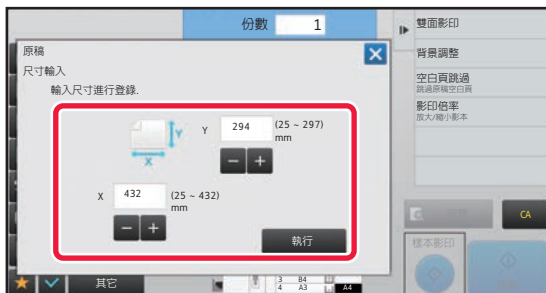 份數 1
原稿
尺寸輸入
輸入尺寸進行登錄.
Y
X
Y 294 (25 ~ 297)
mm
X 432 (25 ~ 432)
mm
執行
其它
3 B4
4 A3
A4
雙面影印
背景調整
空白頁跳過
跳過原稿空白頁
影印倍率
放大/縮小影本
CA
樣本影印